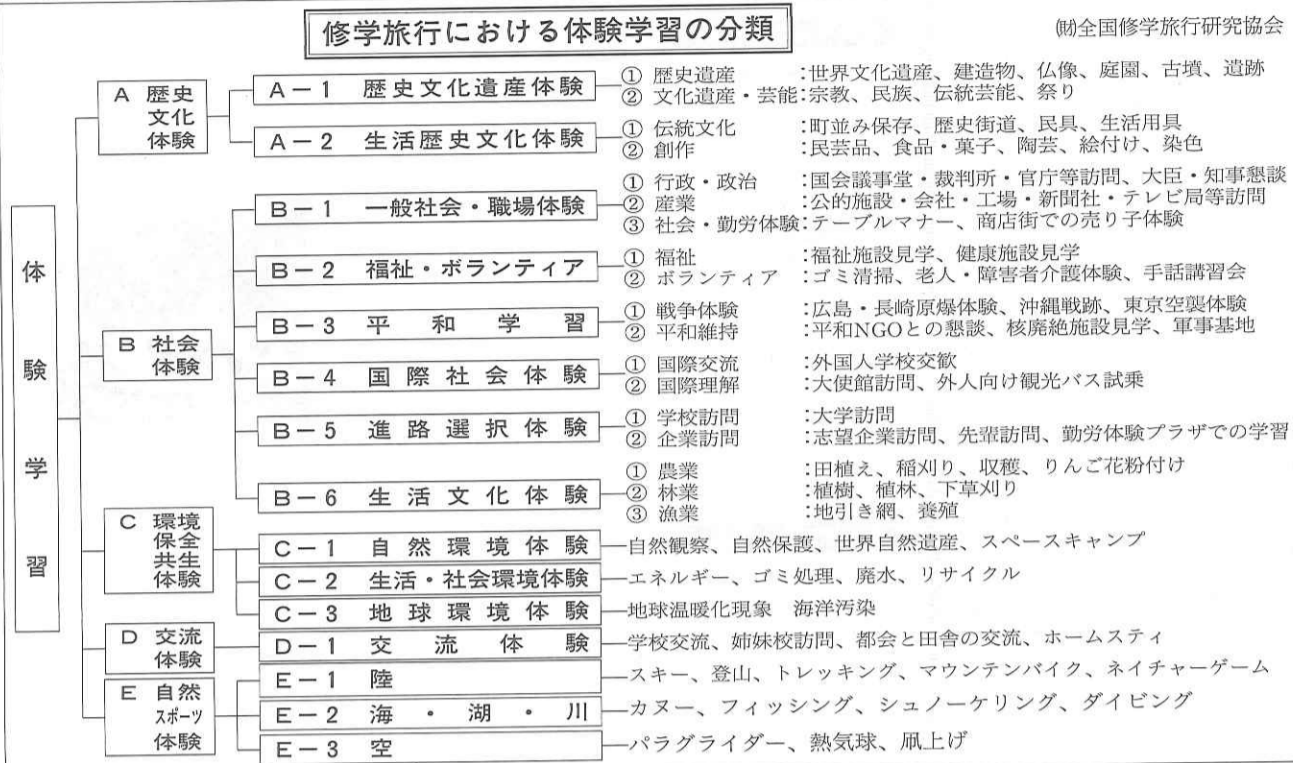 修学旅行における体験学習の分類
㈶全国修学旅行研究協会
体験学習
A 歴史文化体験
A－1 歴史文化遺産体験
① 歴史遺産 :世界文化遺産、建造物、仏像、庭園、古墳、遺跡
② 文化遺産・芸能:宗教、民族、伝統芸能、祭り
A－2 生活歴史文化体験
① 伝統文化 :町並み保存、歴史街道、民具、生活用具
② 創作 :民芸品、食品・菓子、陶芸、絵付け、染色
B 社会体験
B－1 一般社会・職場体験
① 行政・政治 :国会議事堂・裁判所・官庁等訪問、大臣・知事懇談
② 産業 :公的施設・会社・工場・新聞社・テレビ局等訪問
③ 社会・勤労体験:テーブルマナー、商店街での売り子体験
B－2 福祉・ボランティア
① 福祉 :福祉施設見学、健康施設見学
② ボランティア :ゴミ清掃、老人・障害者介護体験、手話講習会
B－3 平和学習
① 戦争体験 :広島・長崎原爆体験、沖縄戦跡、東京空襲体験
② 平和維持 :平和NGOとの懇談、核廃絶施設見学、軍事基地
B－4 国際社会体験
① 国際交流 :外国人学校交歓
② 国際理解 :大使館訪問、外人向け観光バス試乗
B－5 進路選択体験
① 学校訪問 :大学訪問
② 企業訪問 :志望企業訪問、先輩訪問、勤労体験プラザでの学習
B－6 生活文化体験
① 農業 :田植え、稲刈り、収穫、りんご花粉付け
② 林業 :植樹、植林、下草刈り
③ 漁業 :地引き網、養殖
C 環境保全共生体験
C－1 自然環境体験
自然観察、自然保護、世界自然遺産、スペースキャンプ
C－2 生活・社会環境体験
エネルギー、ゴミ処理、廃水、リサイクル
C－3 地球環境体験
地球温暖化現象 海洋汚染
D 交流体験
D－1 交流体験
学校交流、姉妹校訪問、都会と田舎の交流、ホームスティ
E 自然スポーツ体験
E－1 陸
スキー、登山、トレッキング、マウンテンバイク、ネイチャーゲーム
E－2 海・湖・川
カヌー、フィッシング、シュノーケリング、ダイビング
E－3 空
パラグライダー、熱気球、凧上げ